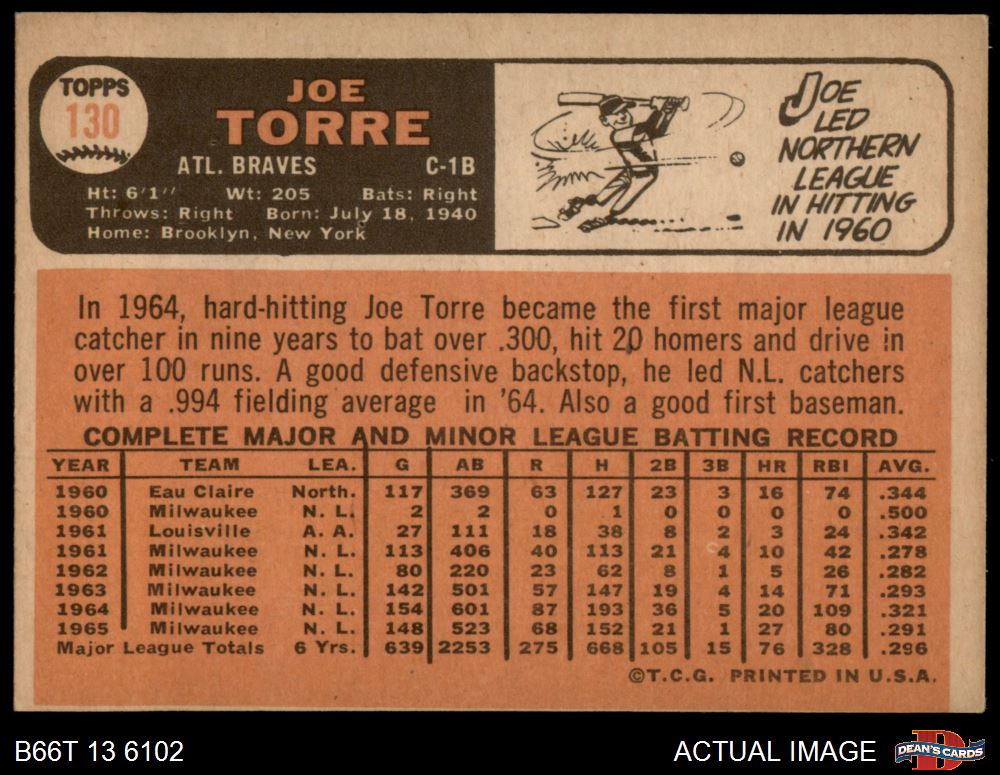 TOPPS
130
JOE
TORRE
ATL. BRAVES C-1B
Ht: 6'1'' Wt: 205 Bats: Right
Throws: Right Born: July 18, 1940
Home: Brooklyn, New York
JOE
LED
NORTHERN
LEAGUE
IN HITTING
IN 1960
In 1964, hard-hitting Joe Torre became the first major league
catcher in nine years to bat over .300, hit 20 homers and drive in
over 100 runs. A good defensive backstop, he led N.L. catchers
with a .994 fielding average in '64. Also a good first baseman.
COMPLETE MAJOR AND MINOR LEAGUE BATTING RECORD
YEAR TEAM LEA. G AB R H 2B 3B HR RBI AVG.
1960 Eau Claire North. 117 369 63 127 23 3 16 74 .344
1960 Milwaukee N. L. 2 2 0 1 0 0 0 0 .500
1961 Louisville A. A. 27 111 18 38 8 2 3 24 .342
1961 Milwaukee N. L. 113 406 40 113 21 4 10 42 .278
1962 Milwaukee N. L. 80 220 23 62 8 1 5 26 .282
1963 Milwaukee N. L. 142 501 57 147 19 4 14 71 .293
1964 Milwaukee N. L. 154 601 87 193 36 5 20 109 .321
1965 Milwaukee N. L. 148 523 68 152 21 1 27 80 .291
Major League Totals 6 Yrs. 639 2253 275 668 105 15 76 328 .296
©T.C.G. PRINTED IN U.S.A.
B66T 13 6102
ACTUAL IMAGE
D
DEAN'S CARDS